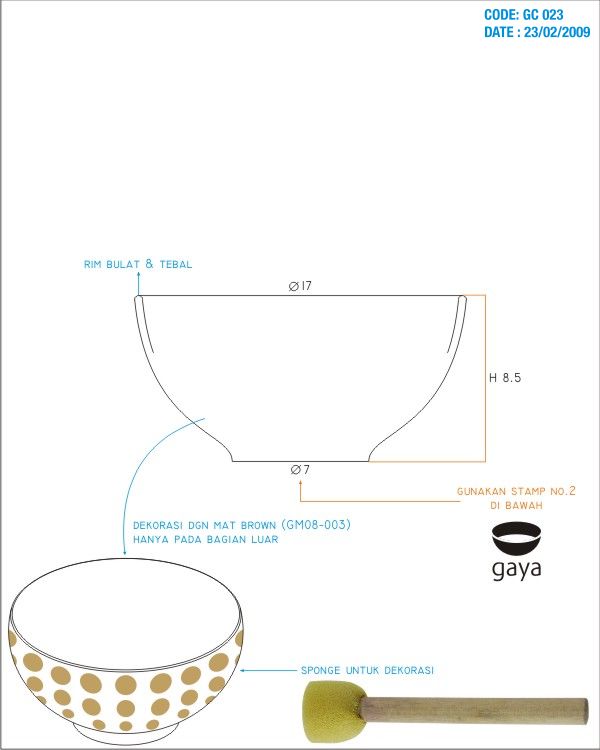 CODE: GC 023
DATE : 23/02/2009
RIM BULAT & TEBAL
Ø17
H 8.5
Ø7
GUNAKAN STAMP NO.2
DI BAWAH
gaya
DEKORASI DGN MAT BROWN (GM08-003)
HANYA PADA BAGIAN LUAR
SPONGE UNTUK DEKORASI